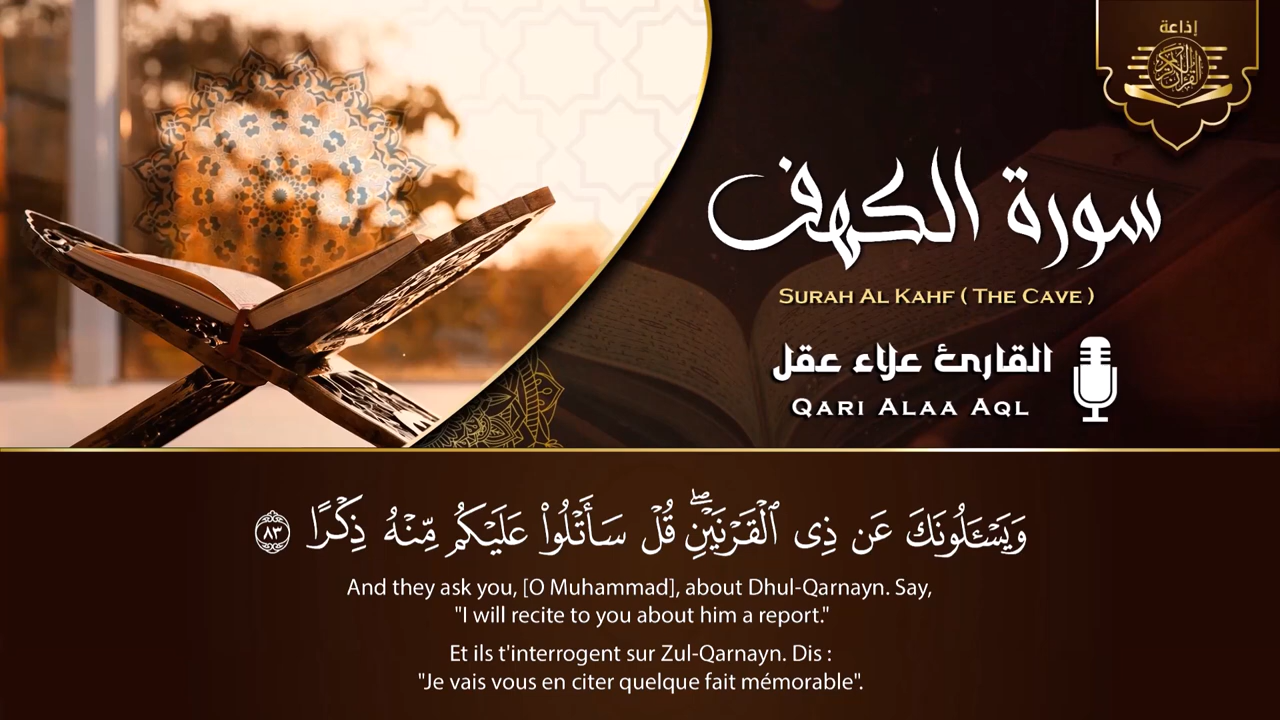 إذاعة
القرآن الكريم
سورة الكهف
SURAH AL KAHF ( THE CAVE )
القارئ علاء عقل
QARI ALAA AQL
وَيَسْـَٔلُونَكَ عَن ذِى ٱلْقَرْنَيْنِ ۖ قُلْ سَأَتْلُوا۟ عَلَيْكُم مِّنْهُ ذِكْرًا ٨٣
And they ask you, [O Muhammad], about Dhul-Qarnayn. Say,
"I will recite to you about him a report."
Et ils t'interrogent sur Zul-Qarnayn. Dis :
"Je vais vous en citer quelque fait mémorable".